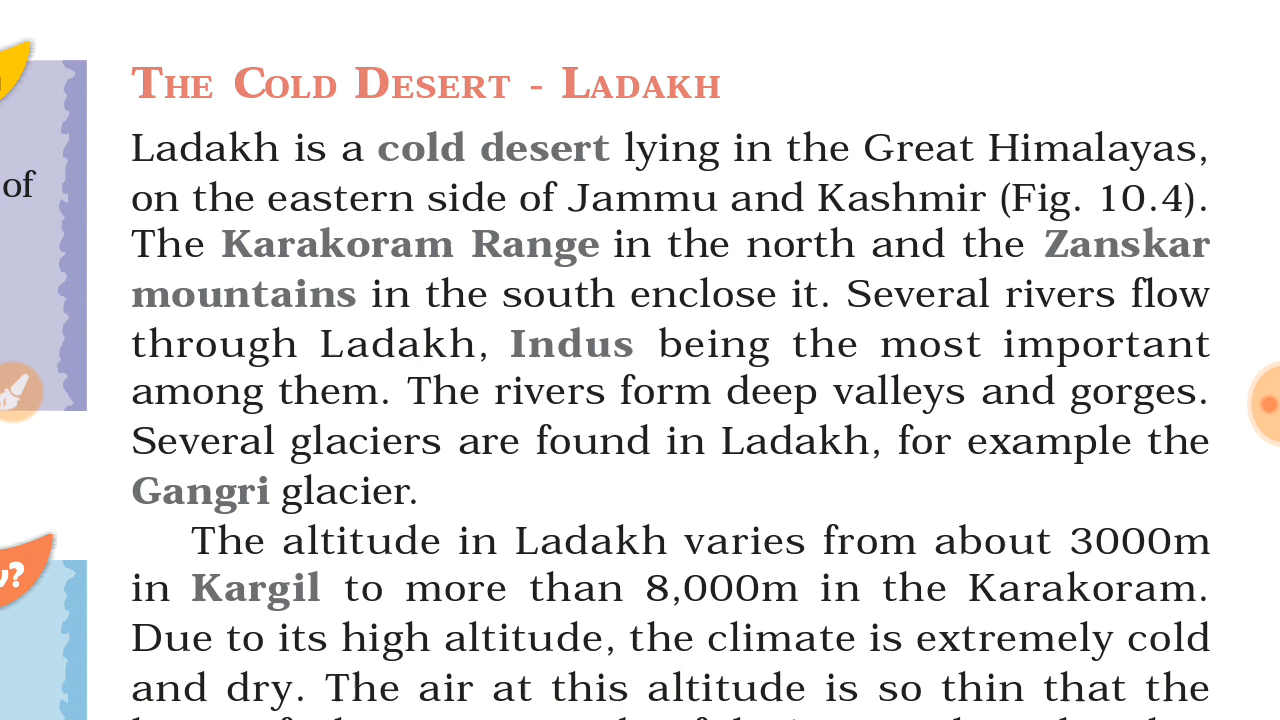 THE COLD DESERT - LADAKH
of
Ladakh is a cold desert lying in the Great Himalayas,
on the eastern side of Jammu and Kashmir (Fig. 10.4).
The Karakoram Range in the north and the Zanskar
mountains in the south enclose it. Several rivers flow
through Ladakh, Indus being the most important
among them. The rivers form deep valleys and gorges.
Several glaciers are found in Ladakh, for example the
Gangri glacier.
The altitude in Ladakh varies from about 3000m
in Kargil to more than 8,000m in the Karakoram.
Due to its high altitude, the climate is extremely cold
and dry. The air at this altitude is so thin that the